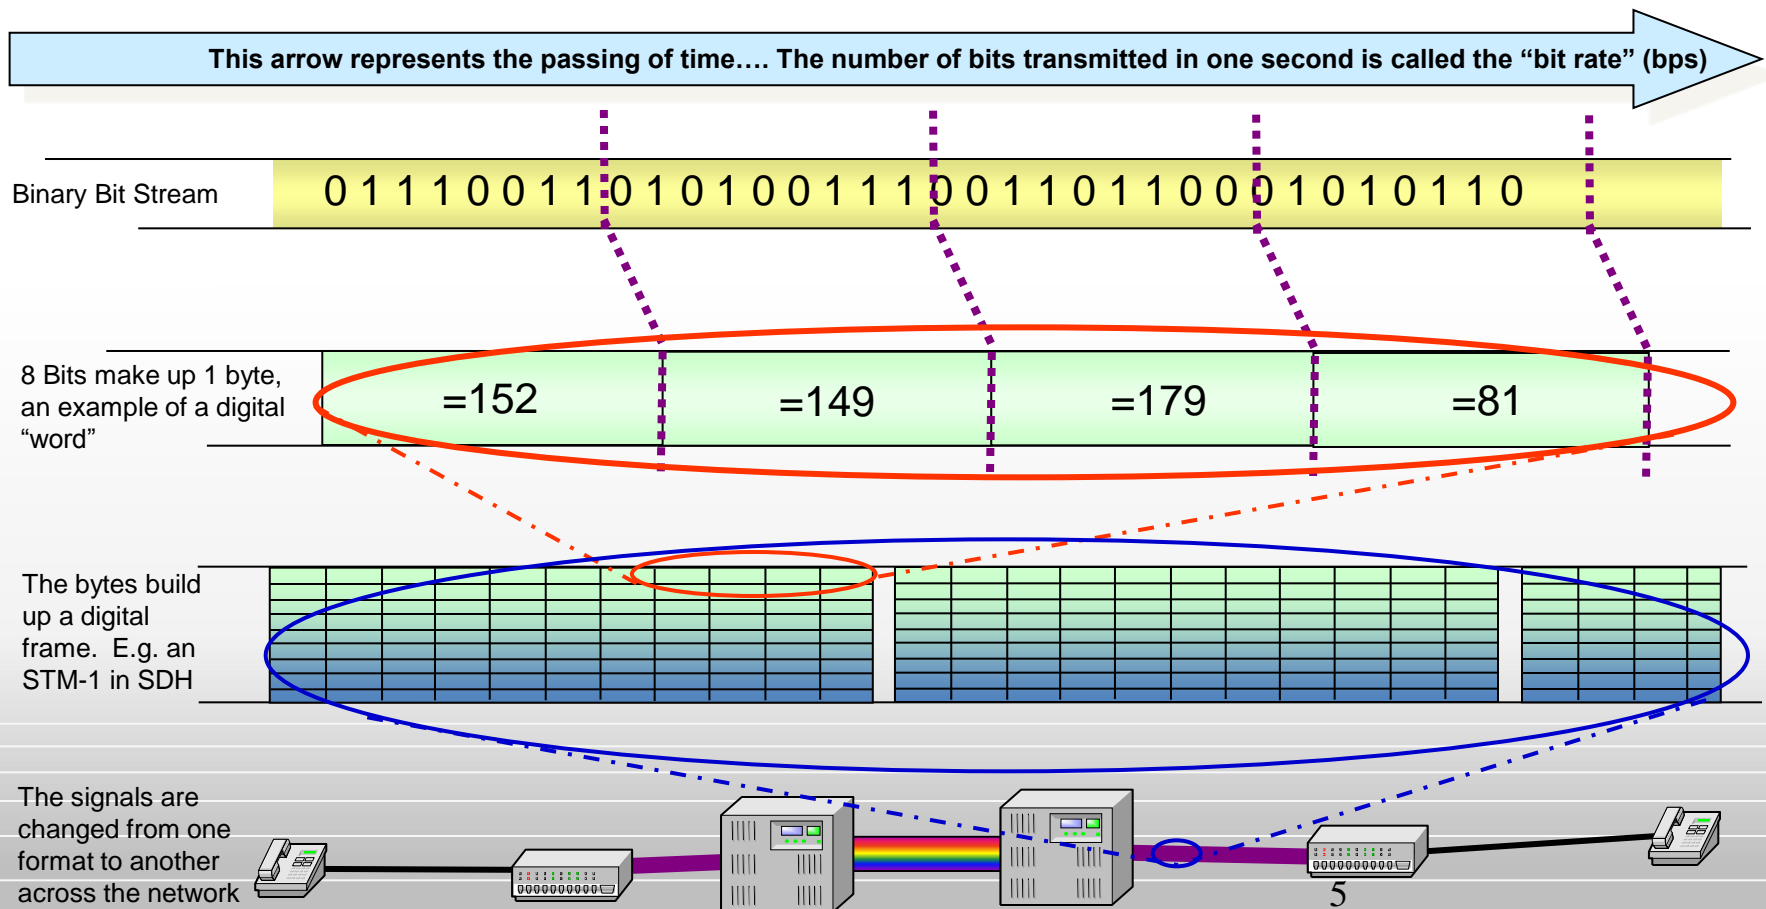 This arrow represents the passing of time…. The number of bits transmitted in one second is called the “bit rate” (bps)
Binary Bit Stream
0 1 1 1 0 0 1 1 0 1 0 1 0 0 1 1 1 0 0 1 1 0 1 1 0 0 0 1 0 1 0 1 1 0
8 Bits make up 1 byte,
an example of a digital
“word”
=152
=149
=179
=81
The bytes build
up a digital
frame. E.g. an
STM-1 in SDH
The signals are
changed from one
format to another
across the network
5